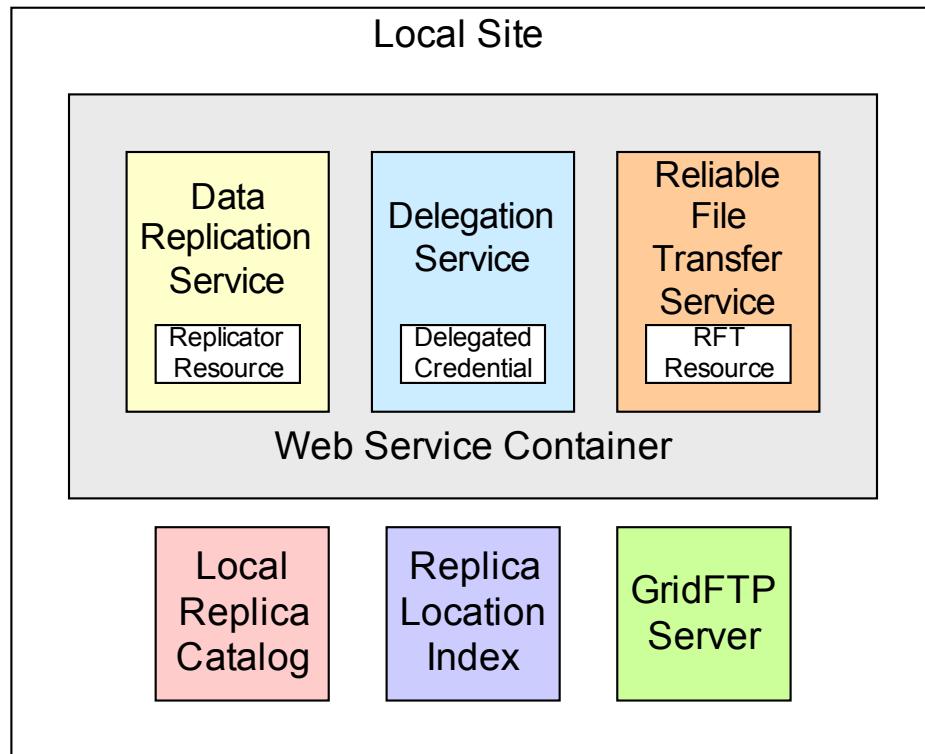 Local Site
Data
Replication
Service
Replicator
Resource
Delegation
Service
Delegated
Credential
Reliable
File
Transfer
Service
RFT
Resource
Web Service Container
Local
Replica
Catalog
Replica
Location
Index
GridFTP
Server